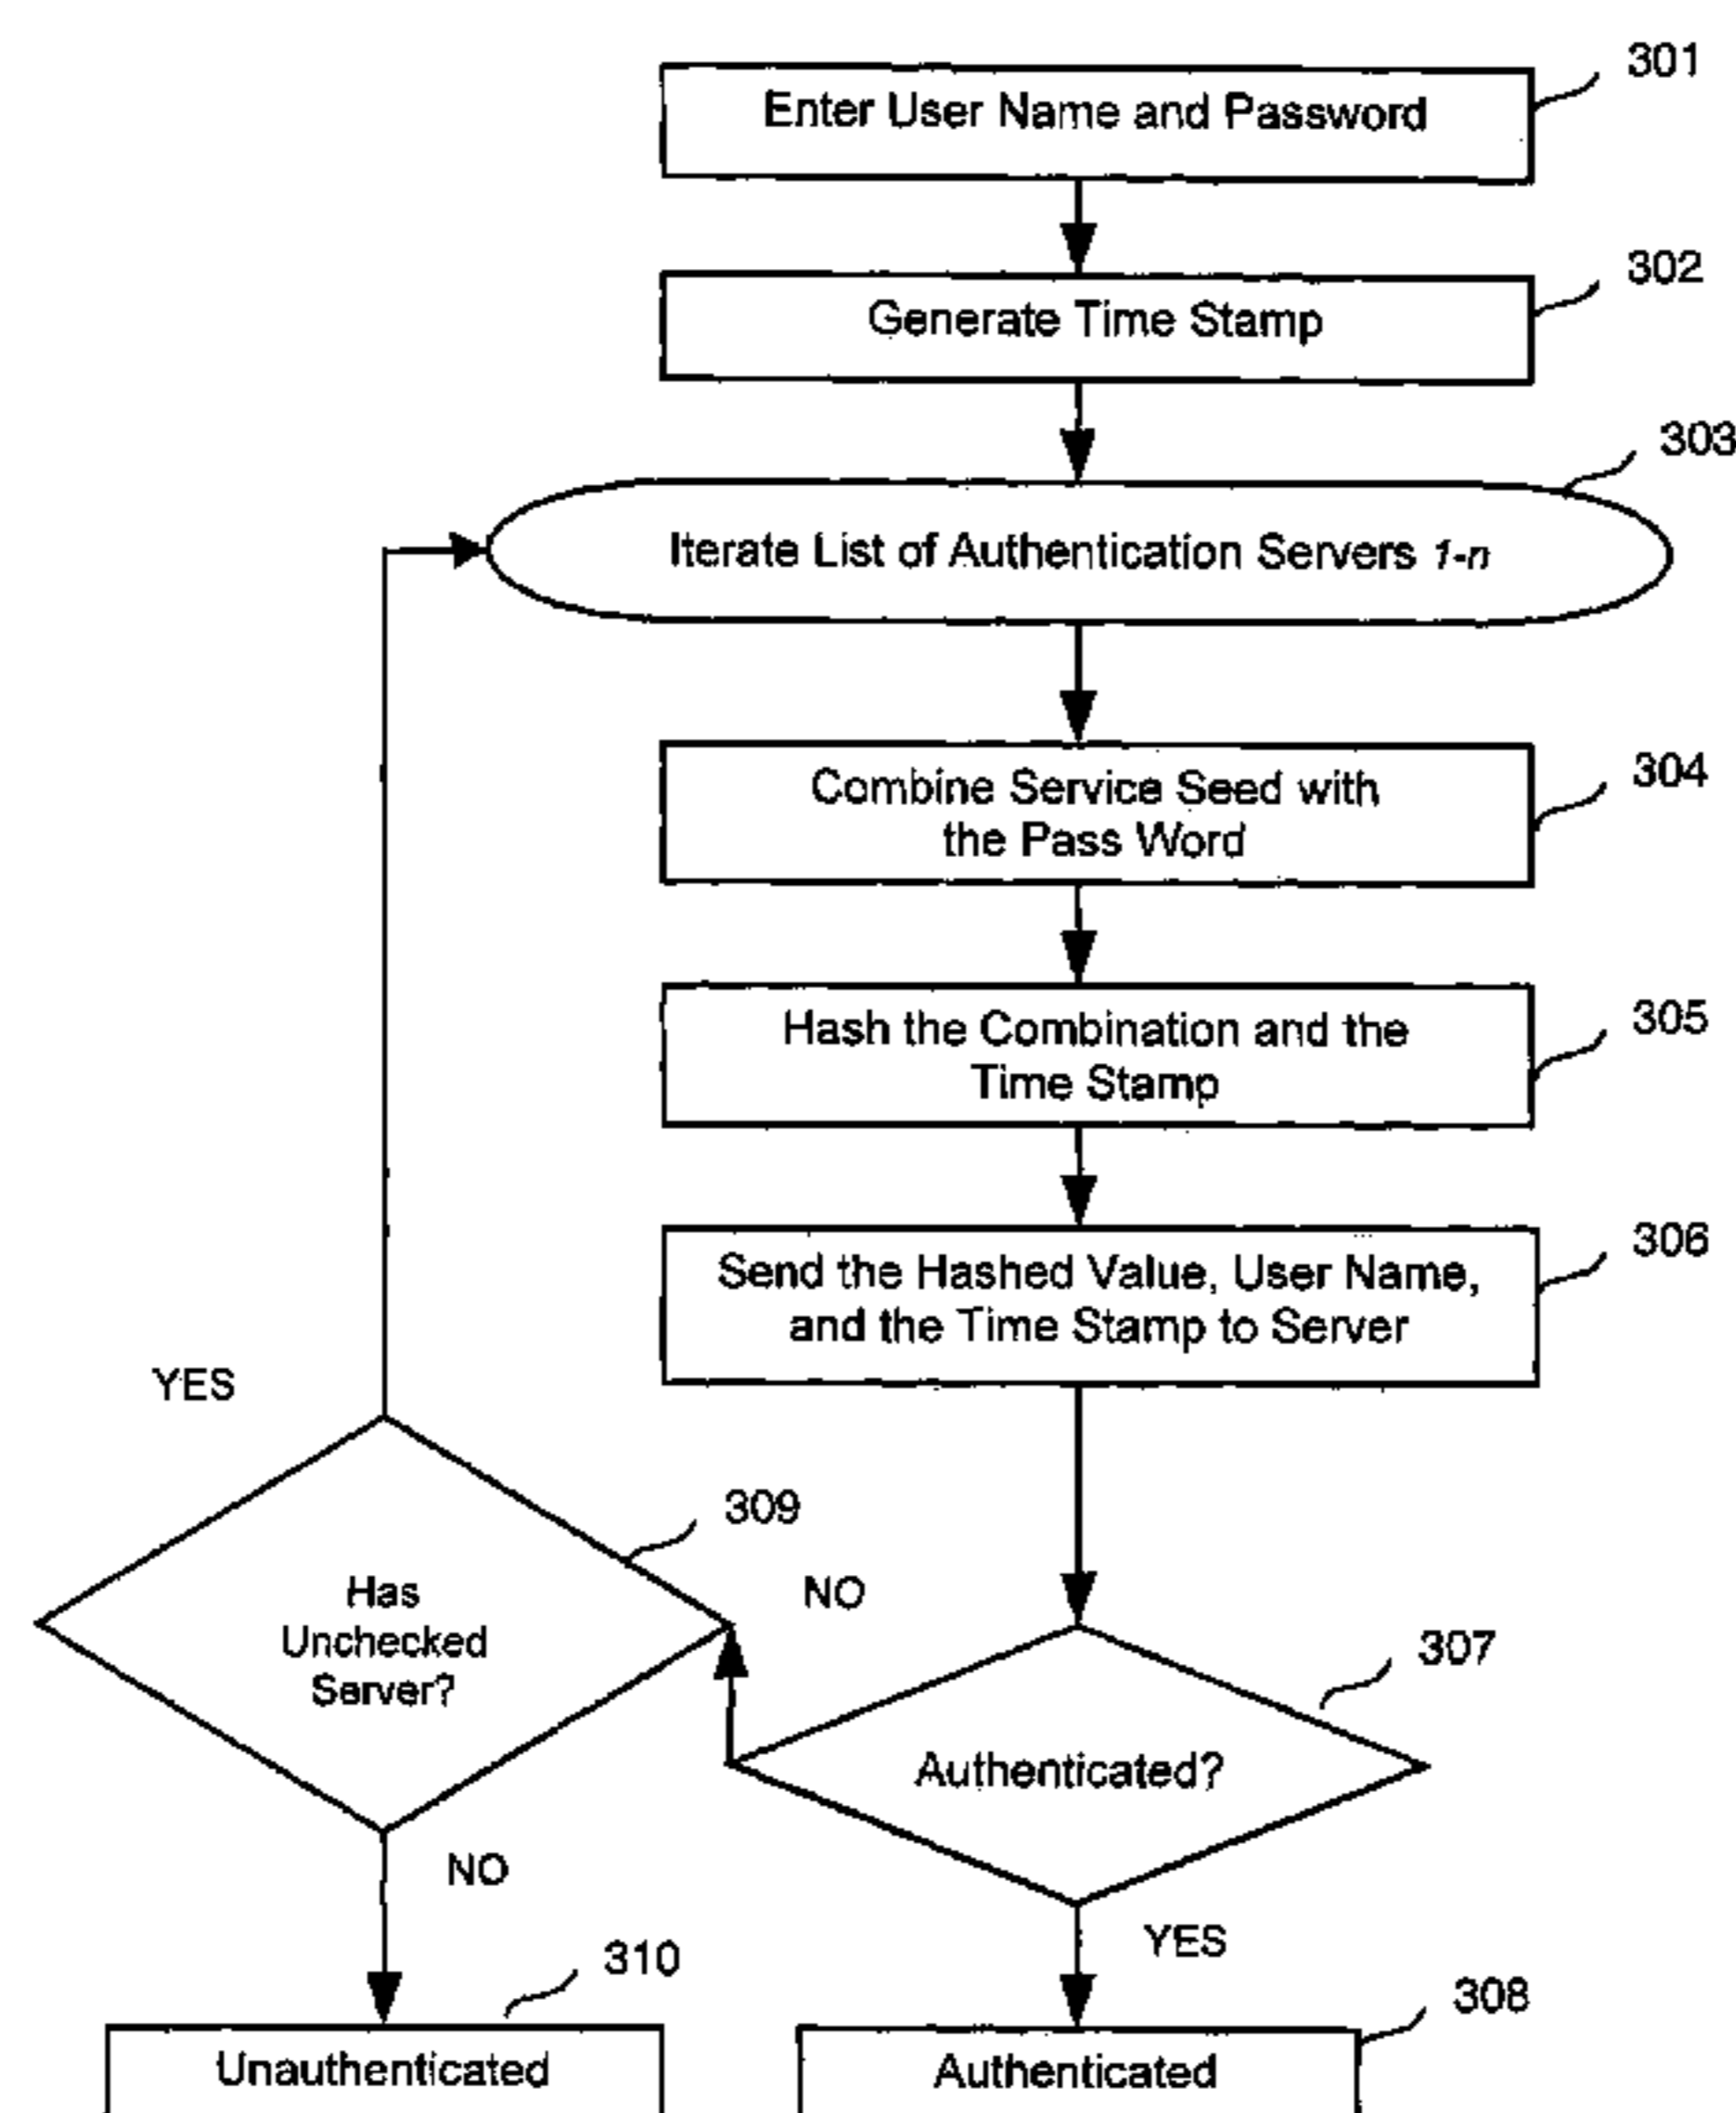 301
Enter User Name and Password
302
Generate Time Stamp
303
Iterate List of Authentication Servers 1-n
304
Combine Service Seed with
the Pass Word
305
Hash the Combination and the
Time Stamp
306
Send the Hashed Value, User Name,
and the Time Stamp to Server
YES
309
Has
Unchecked
Server?
NO
307
Authenticated?
NO
YES
310
Unauthenticated
308
Authenticated